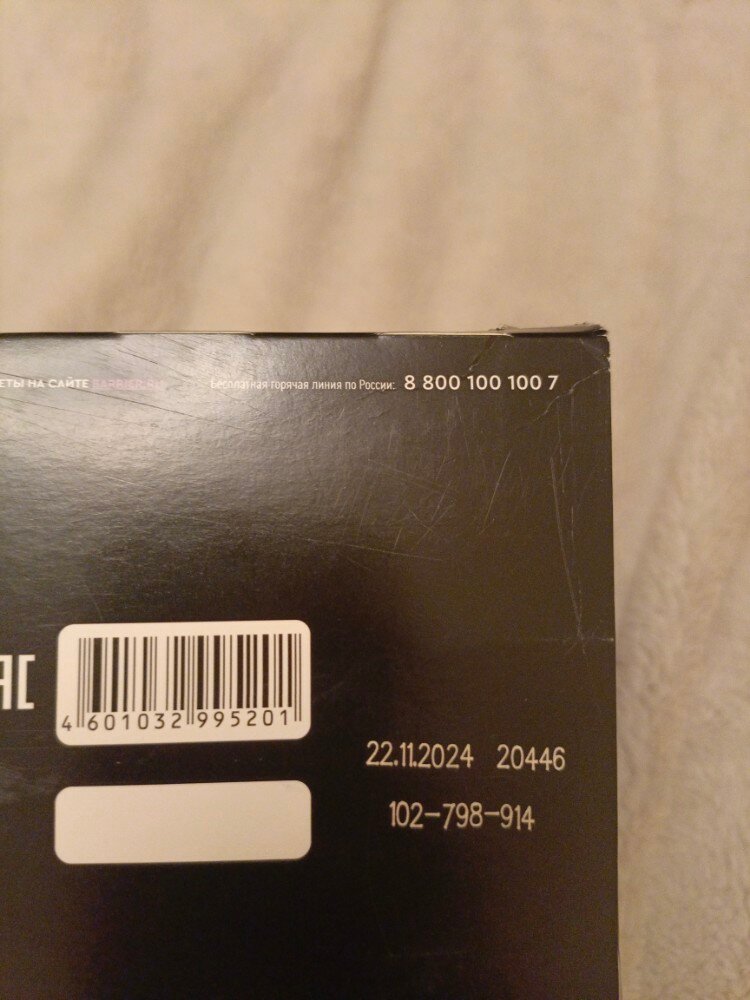 ЕТЫ НА САЙТЕ BARRIER.RU Бесплатная горячая линия по России: 8 800 100 100 7
EAC
4 601032 995201
22.11.2024 20446
102-798-914